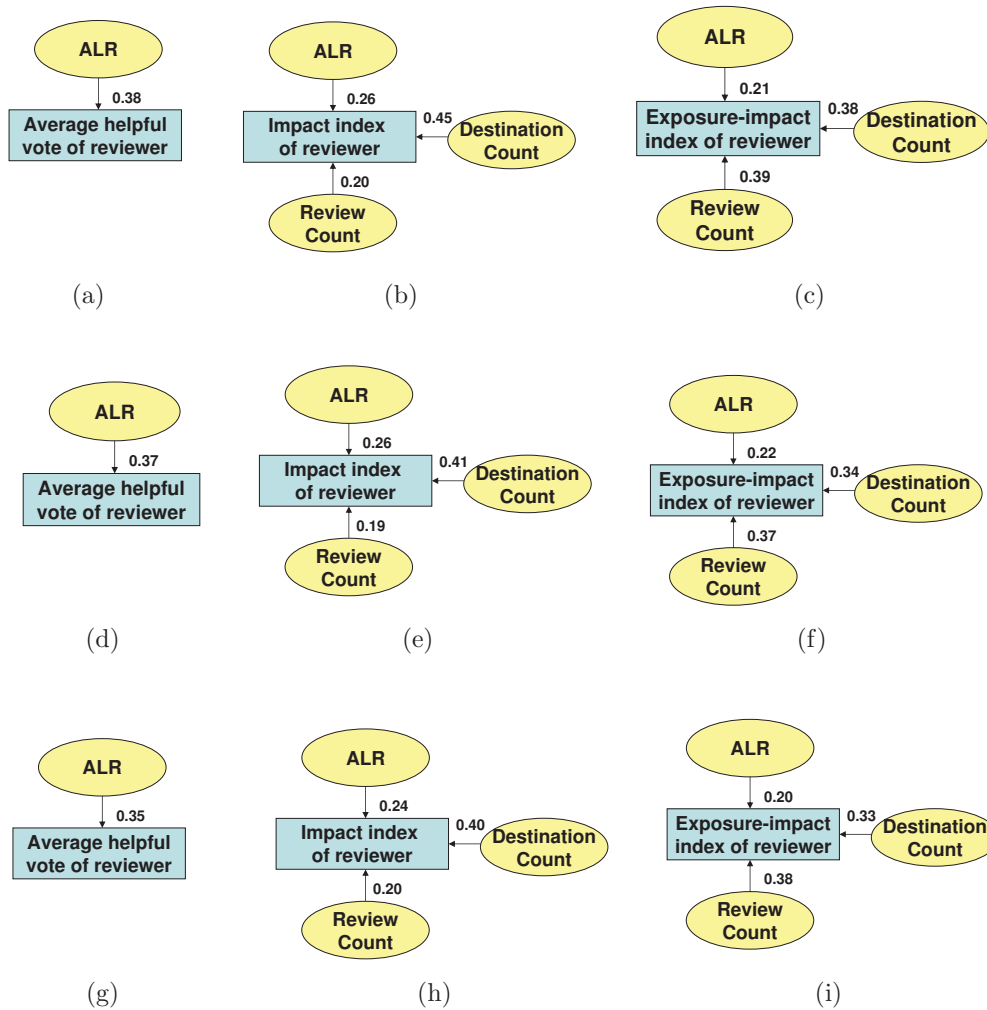 ALR
0.38
Average helpful
vote of reviewer
(a)
ALR
0.26
Impact index
of reviewer
0.45
Destination
Count
0.20
Review
Count
(b)
ALR
0.21
Exposure-impact
index of reviewer
0.38
Destination
Count
0.39
Review
Count
(c)
ALR
0.37
Average helpful
vote of reviewer
(d)
ALR
0.26
Impact index
of reviewer
0.41
Destination
Count
0.19
Review
Count
(e)
ALR
0.22
Exposure-impact
index of reviewer
0.34
Destination
Count
0.37
Review
Count
(f)
ALR
0.35
Average helpful
vote of reviewer
(g)
ALR
0.24
Impact index
of reviewer
0.40
Destination
Count
0.20
Review
Count
(h)
ALR
0.20
Exposure-impact
index of reviewer
0.33
Destination
Count
0.38
Review
Count
(i)